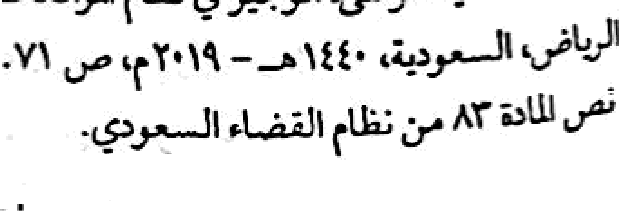 الرياض، السعودية، ١٤٤٠هـ – ٢٠١٩م، ص ٧١.
نص المادة ٨٣ من نظام القضاء السعودي.